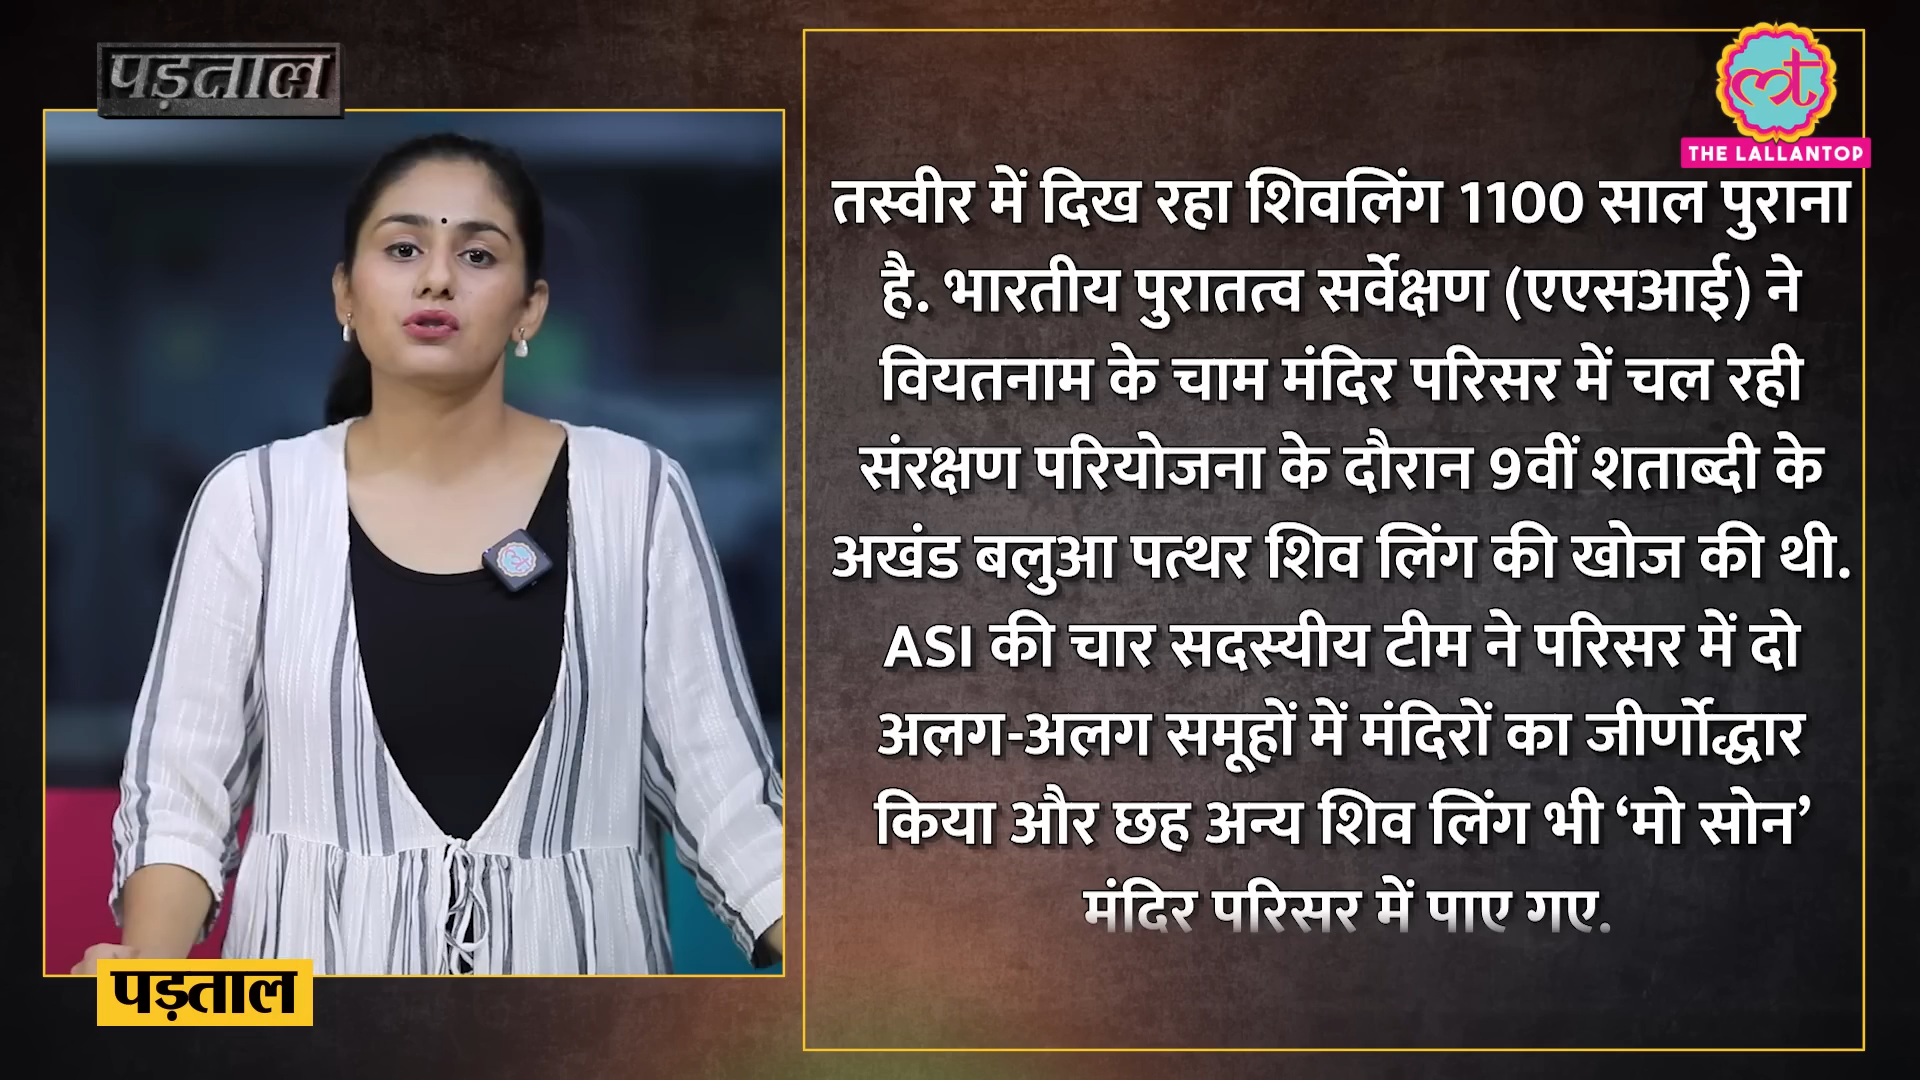 पड़ताल
THE LALLANTOP
तस्वीर में दिख रहा शिवलिंग 1100 साल पुराना
है. भारतीय पुरातत्व सर्वेक्षण (एएसआई) ने
वियतनाम के चाम मंदिर परिसर में चल रही
संरक्षण परियोजना के दौरान 9वीं शताब्दी के
अखंड बलुआ पत्थर शिव लिंग की खोज की थी.
ASI की चार सदस्यीय टीम ने परिसर में दो
अलग-अलग समूहों में मंदिरों का जीर्णोद्धार
किया और छह अन्य शिव लिंग भी ‘मो सोन’
मंदिर परिसर में पाए गए.
पड़ताल